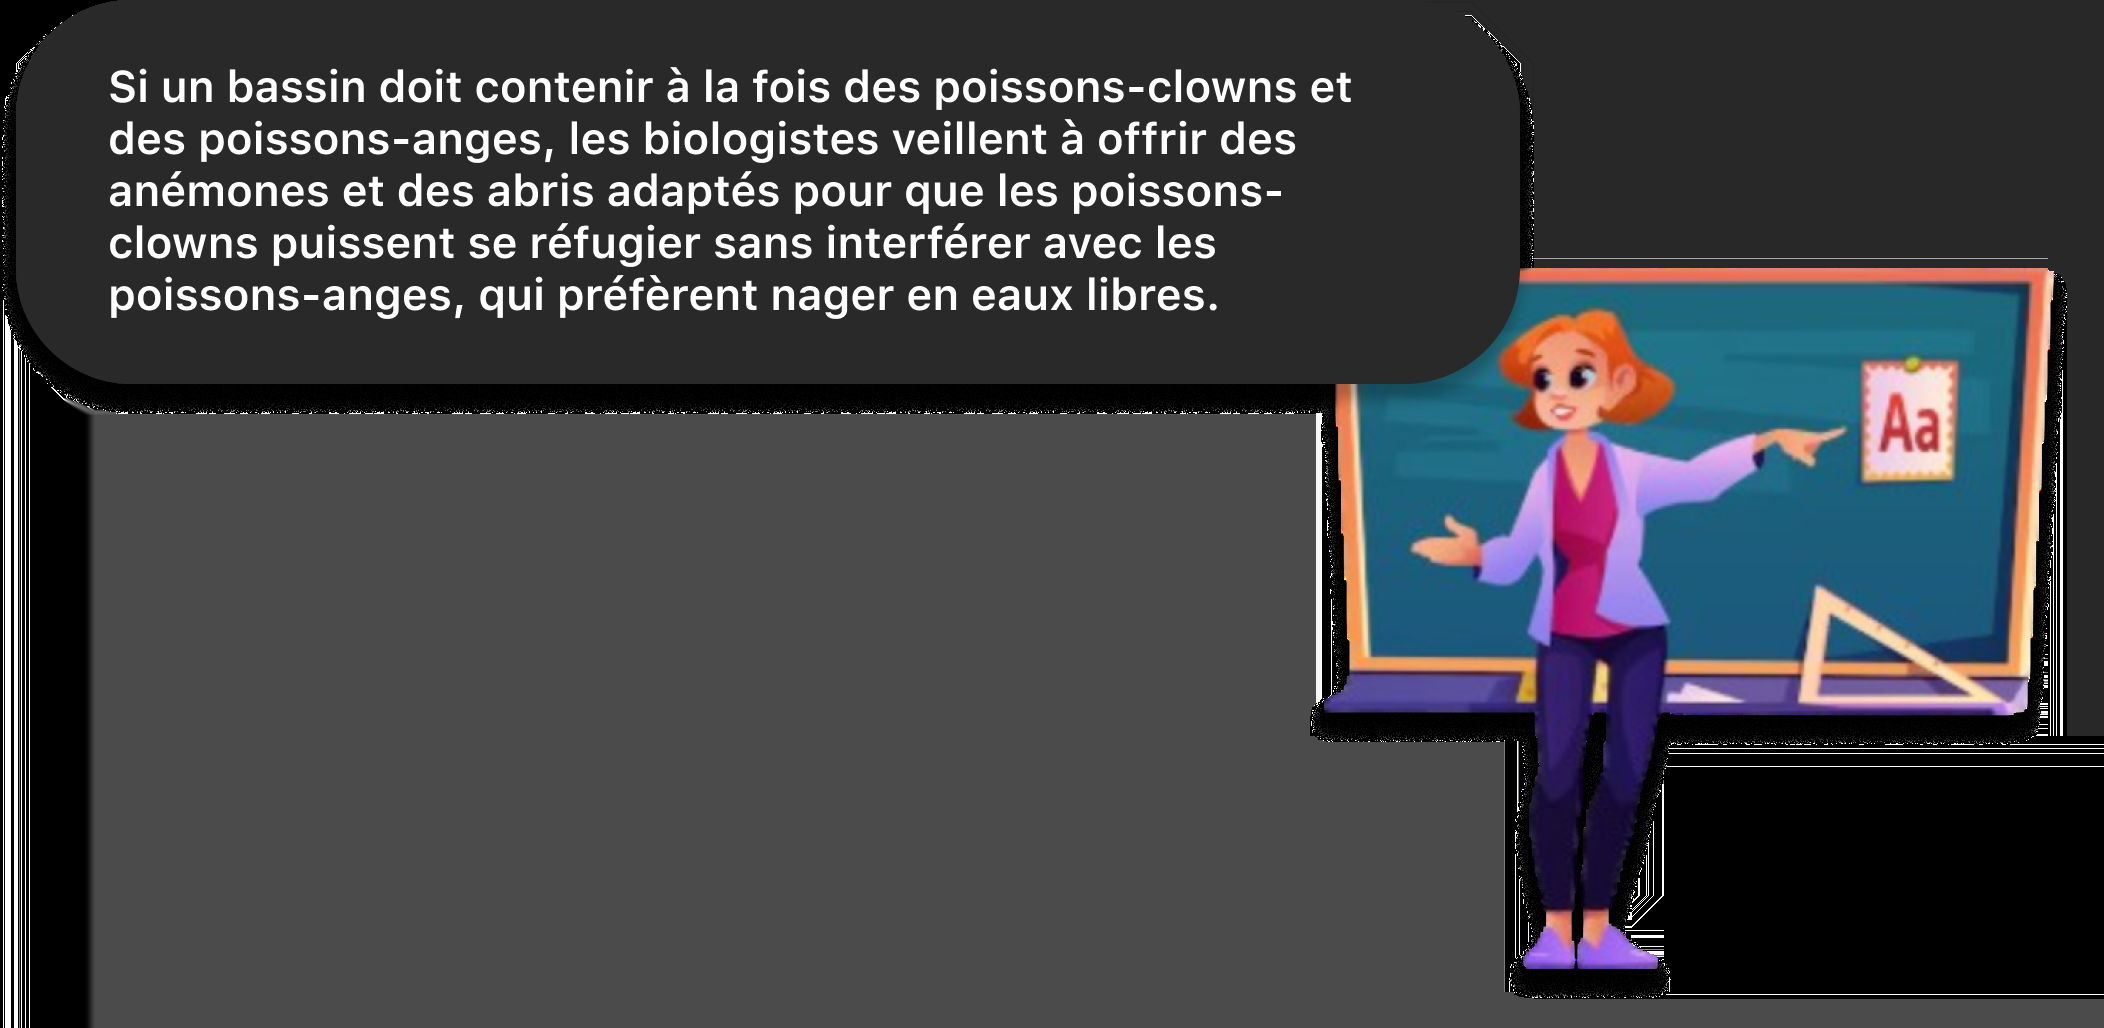 Si un bassin doit contenir à la fois des poissons-clowns et
des poissons-anges, les biologistes veillent à offrir des
anémones et des abris adaptés pour que les poissons-
clowns puissent se réfugier sans interférer avec les
poissons-anges, qui préfèrent nager en eaux libres.
Aa